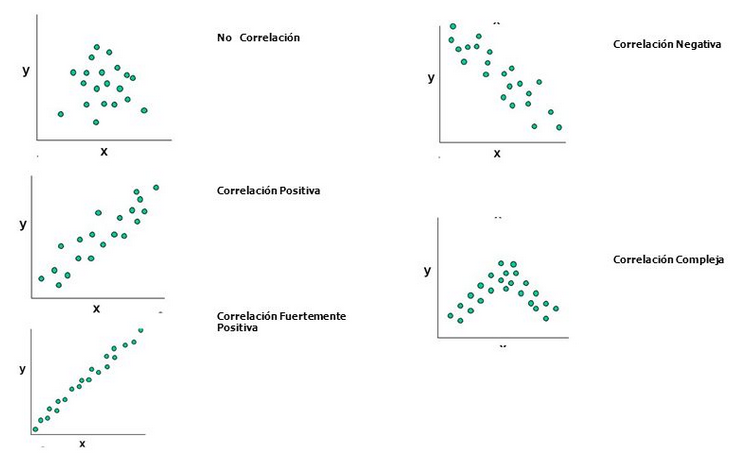 y
x
No Correlación
y
x
Correlación Positiva
y
x
Correlación Fuertemente
Positiva
y
x
Correlación Negativa
y
Correlación Compleja